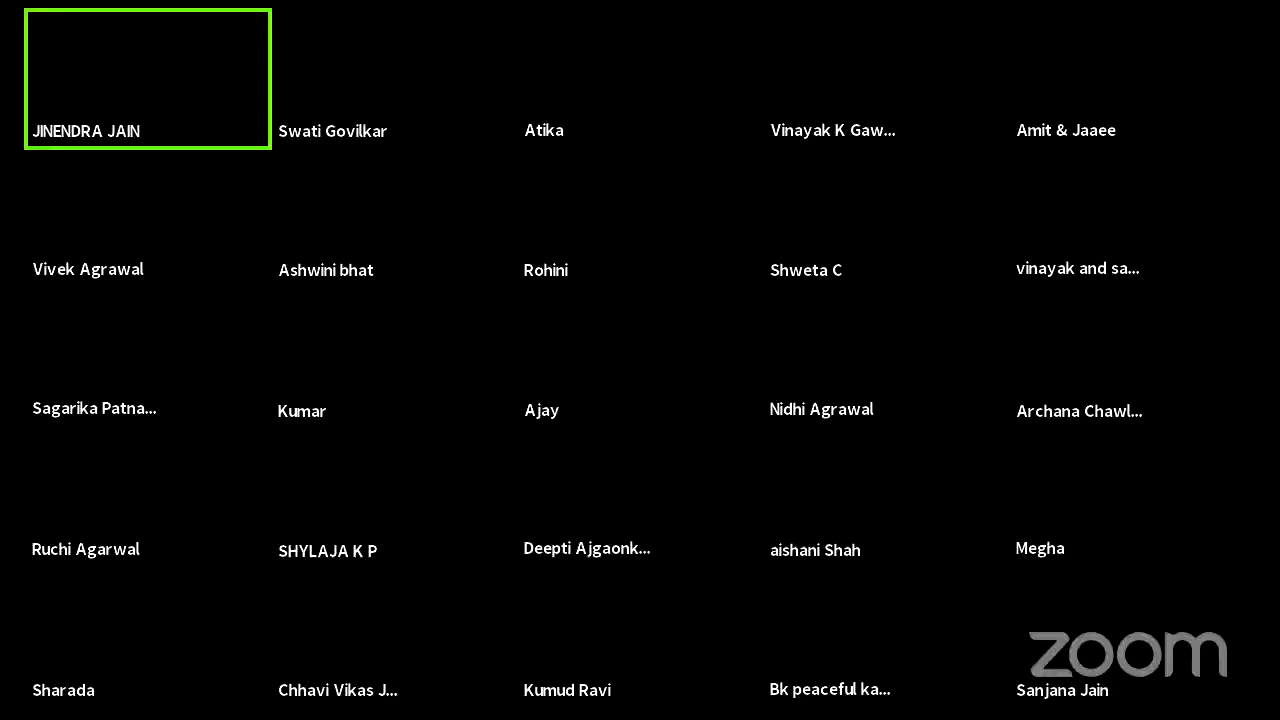 JINENDRA JAIN
Swati Govilkar
Atika
Vinayak K Gaw...
Amit & Jaaee
Vivek Agrawal
Ashwini bhat
Rohini
Shweta C
vinayak and sa...
Sagarika Patna...
Kumar
Ajay
Nidhi Agrawal
Archana Chawl...
Ruchi Agarwal
SHYLAJA K P
Deepti Ajgaonk...
aishani Shah
Megha
zoom
Sharada
Chhavi Vikas J...
Kumud Ravi
Bk peaceful ka...
Sanjana Jain